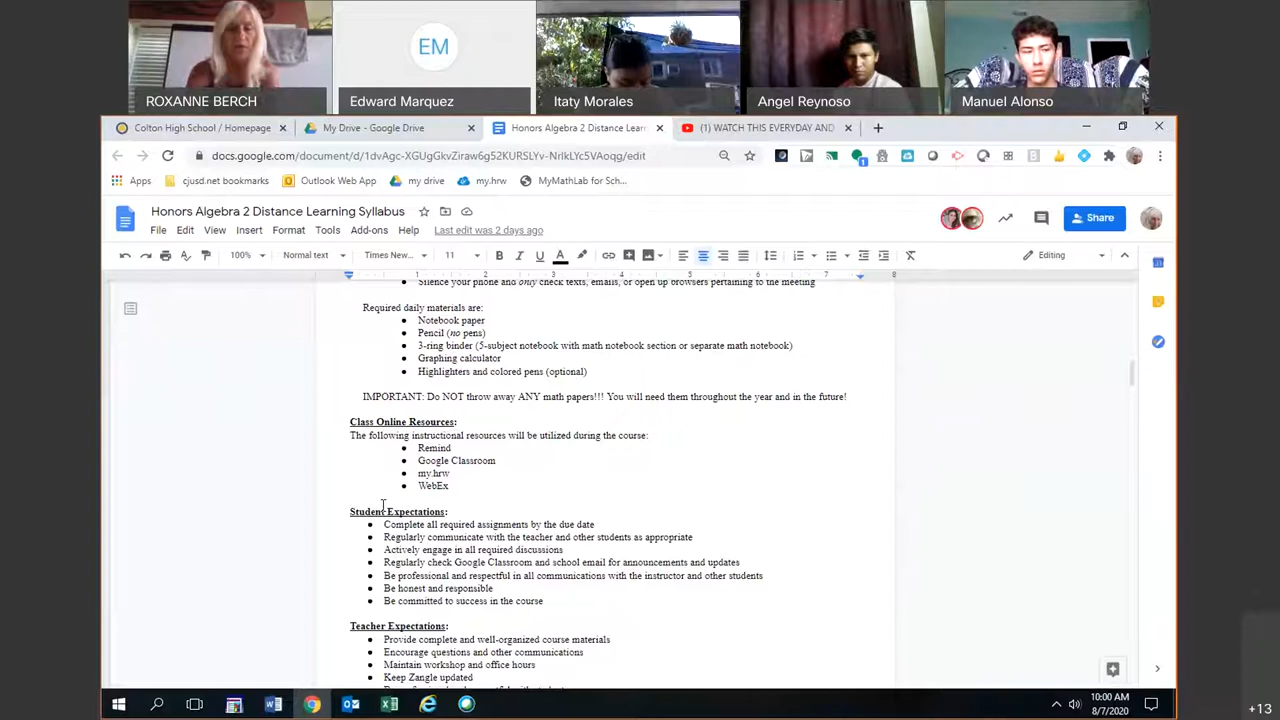 EM
ROXANNE BERCH
Edward Marquez
Itaty Morales
Angel Reynoso
Manuel Alonso
Colton High School / Homepage
My Drive - Google Drive
Honors Algebra 2 Distance Lear
(1) WATCH THIS EVERYDAY AND
docs.google.com/document/d/1dvAgc-XGUgGkvZiraw6g52KURSLYv-NrIkLYc5VAoqg/edit
Apps
cjusd.net bookmarks
Outlook Web App
my drive
my.hrw
MyMathLab for Sch...
Honors Algebra 2 Distance Learning Syllabus
File Edit View Insert Format Tools Add-ons Help Last edit was 2 days ago
Share
100% Normal text Times New... 11 B I U A Editing
1 2 3 4 5 6 7 8
Silence your phone and only check texts, emails, or open up browsers pertaining to the meeting
Required daily materials are:
Notebook paper
Pencil (no pens)
3-ring binder (5-subject notebook with math notebook section or separate math notebook)
Graphing calculator
Highlighters and colored pens (optional)
IMPORTANT: Do NOT throw away ANY math papers!!! You will need them throughout the year and in the future!
Class Online Resources:
The following instructional resources will be utilized during the course:
Remind
Google Classroom
my.hrw
WebEx
Student Expectations:
Complete all required assignments by the due date
Regularly communicate with the teacher and other students as appropriate
Actively engage in all required discussions
Regularly check Google Classroom and school email for announcements and updates
Be professional and respectful in all communications with the instructor and other students
Be honest and responsible
Be committed to success in the course
Teacher Expectations:
Provide complete and well-organized course materials
Encourage questions and other communications
Maintain workshop and office hours
Keep Zangle updated
10:00 AM
8/7/2020
+13